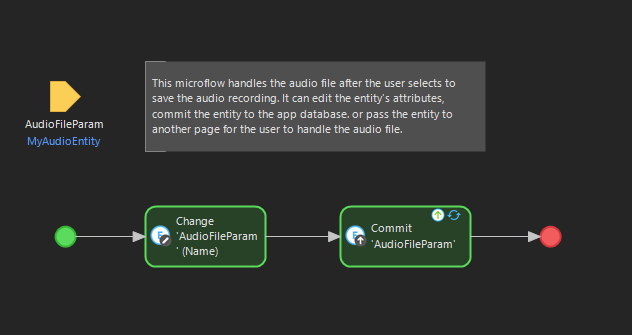 This microflow handles the audio file after the user selects to
save the audio recording. It can edit the entity's attributes,
commit the entity to the app database. or pass the entity to
another page for the user to handle the audio file.
AudioFileParam
MyAudioEntity
Change
'AudioFileParam
' (Name)
Commit
'AudioFileParam'